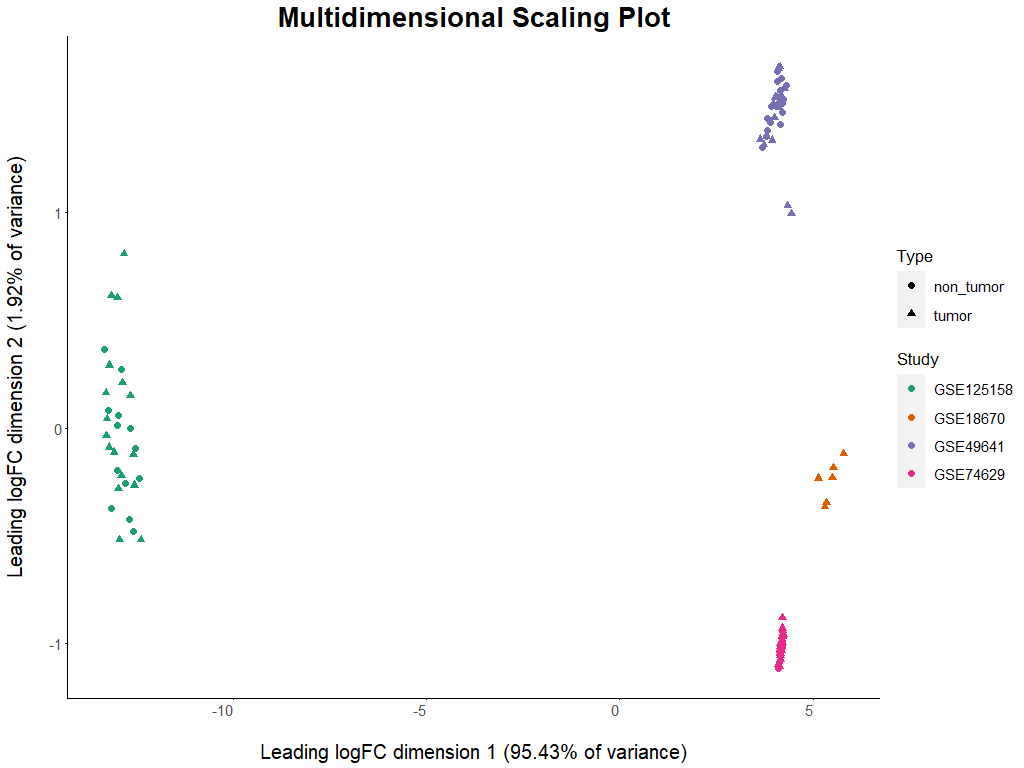 Multidimensional Scaling Plot
Leading logFC dimension 2 (1.92% of variance)
1
0
-1
-10
-5
0
5
Leading logFC dimension 1 (95.43% of variance)
Type
non_tumor
tumor
Study
GSE125158
GSE18670
GSE49641
GSE74629